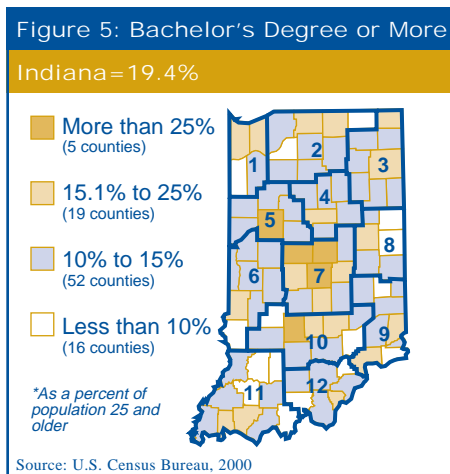 Figure 5: Bachelor's Degree or More
Indiana=19.4%
More than 25%
(5 counties)
15.1% to 25%
(19 counties)
10% to 15%
(52 counties)
Less than 10%
(16 counties)
*As a percent of
population 25 and
older
1
2
3
4
5
6
7
8
9
10
11
12
Source: U.S. Census Bureau, 2000